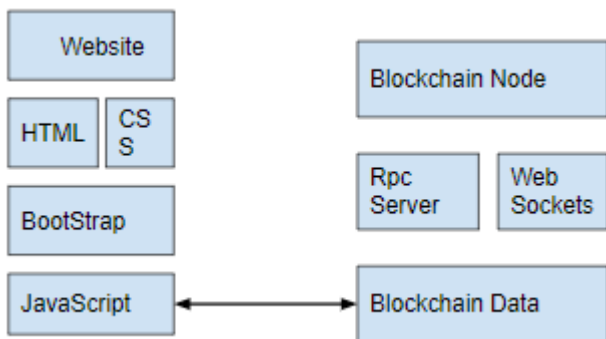 Website
HTML
CS
S
BootStrap
JavaScript
Blockchain Node
Rpc
Server
Web
Sockets
Blockchain Data